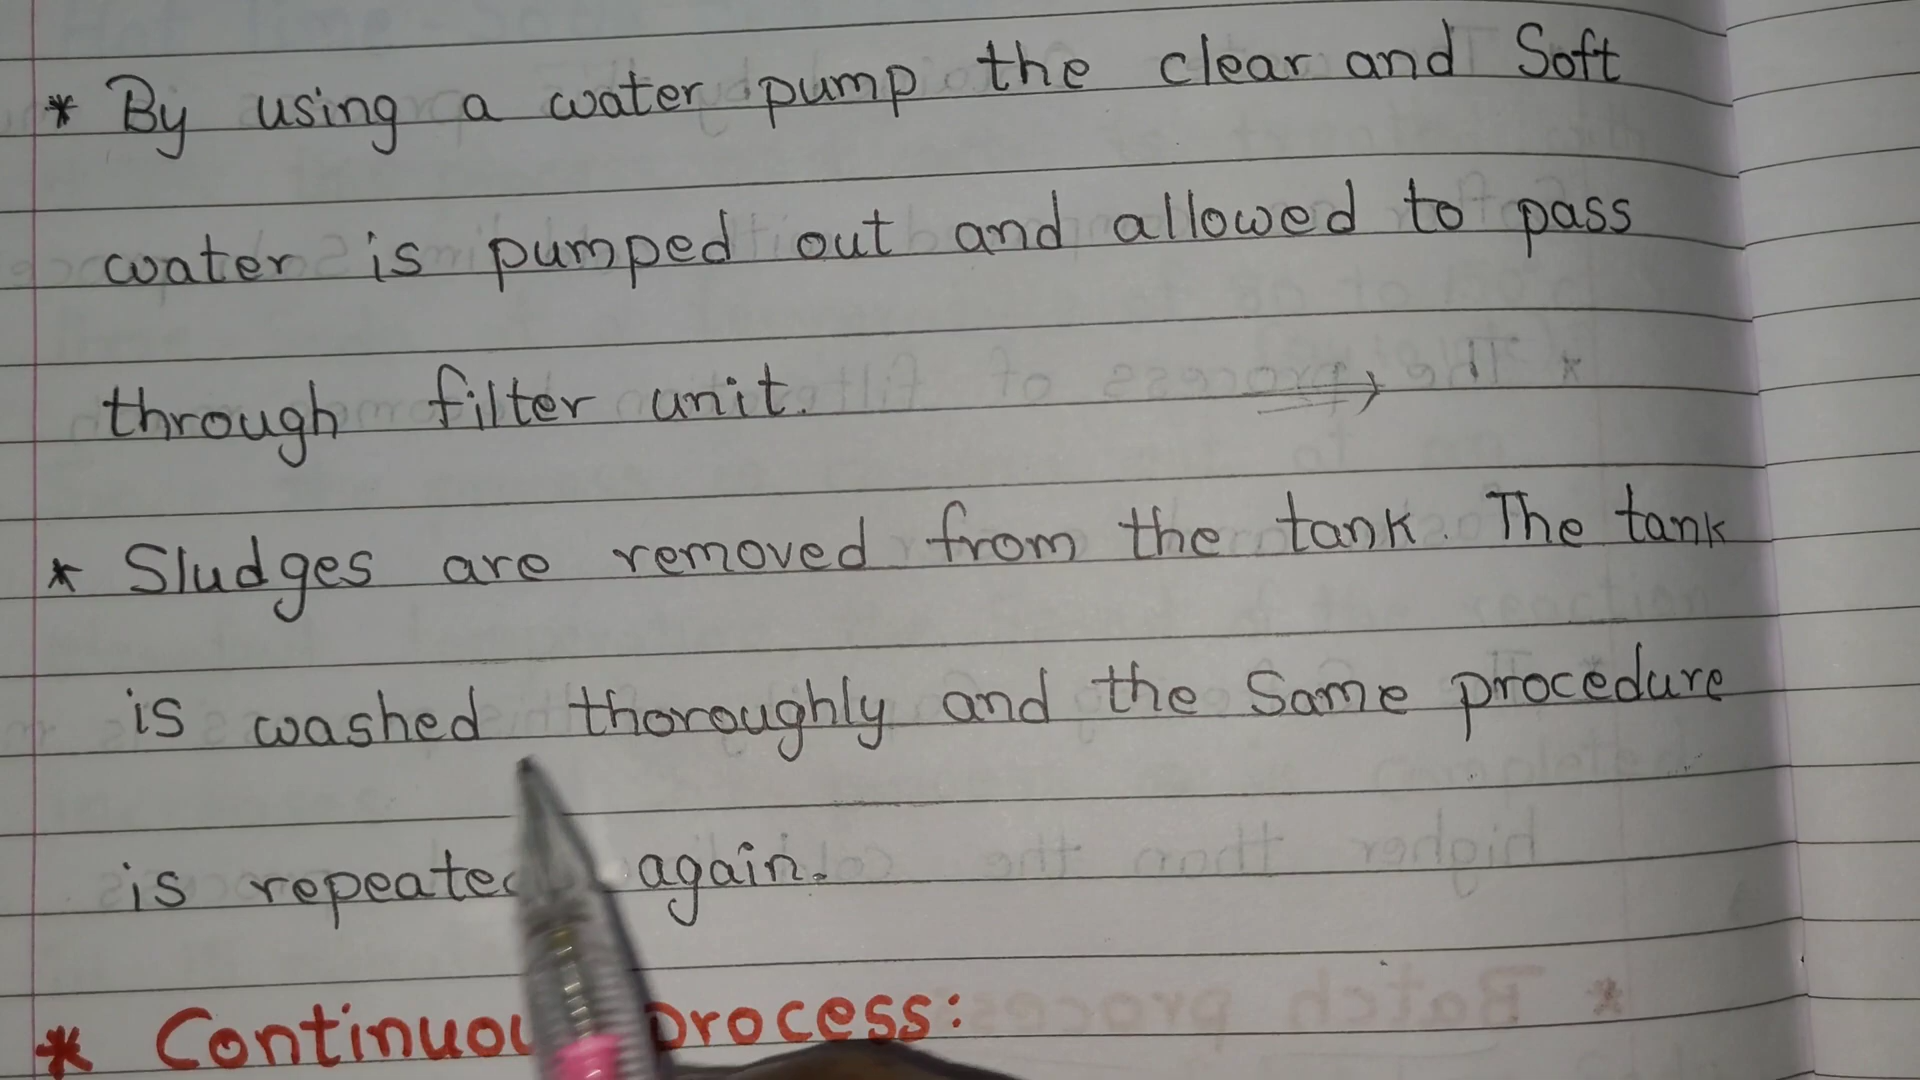 * By using a water pump the clear and Soft
water is pumped out and allowed to pass
through filter unit. →
* Sludges are removed from the tank. The tank
is washed thoroughly and the Same procedure
is repeated again.
* Continuous process: